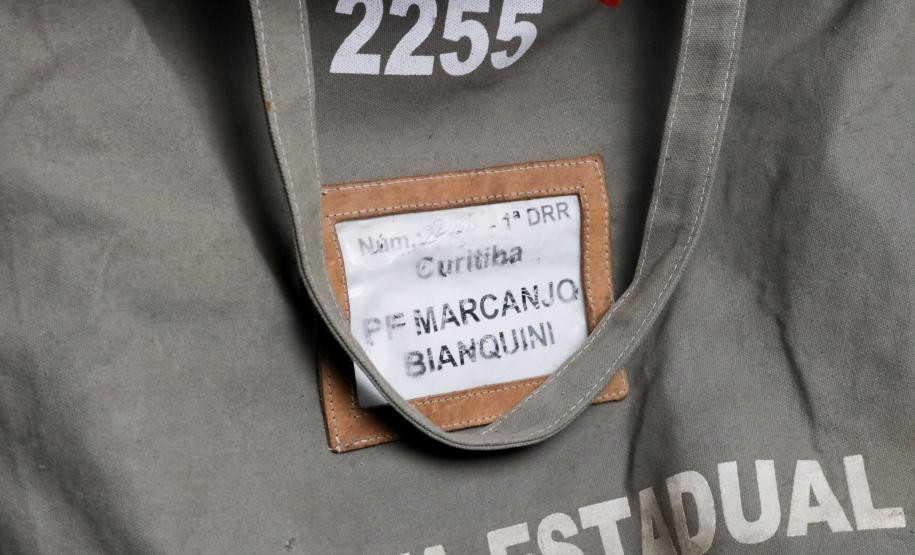 2255
Núm. - 1ª DRR
Curitiba
PF MARCANJO
BIANQUINI
ESTADUAL